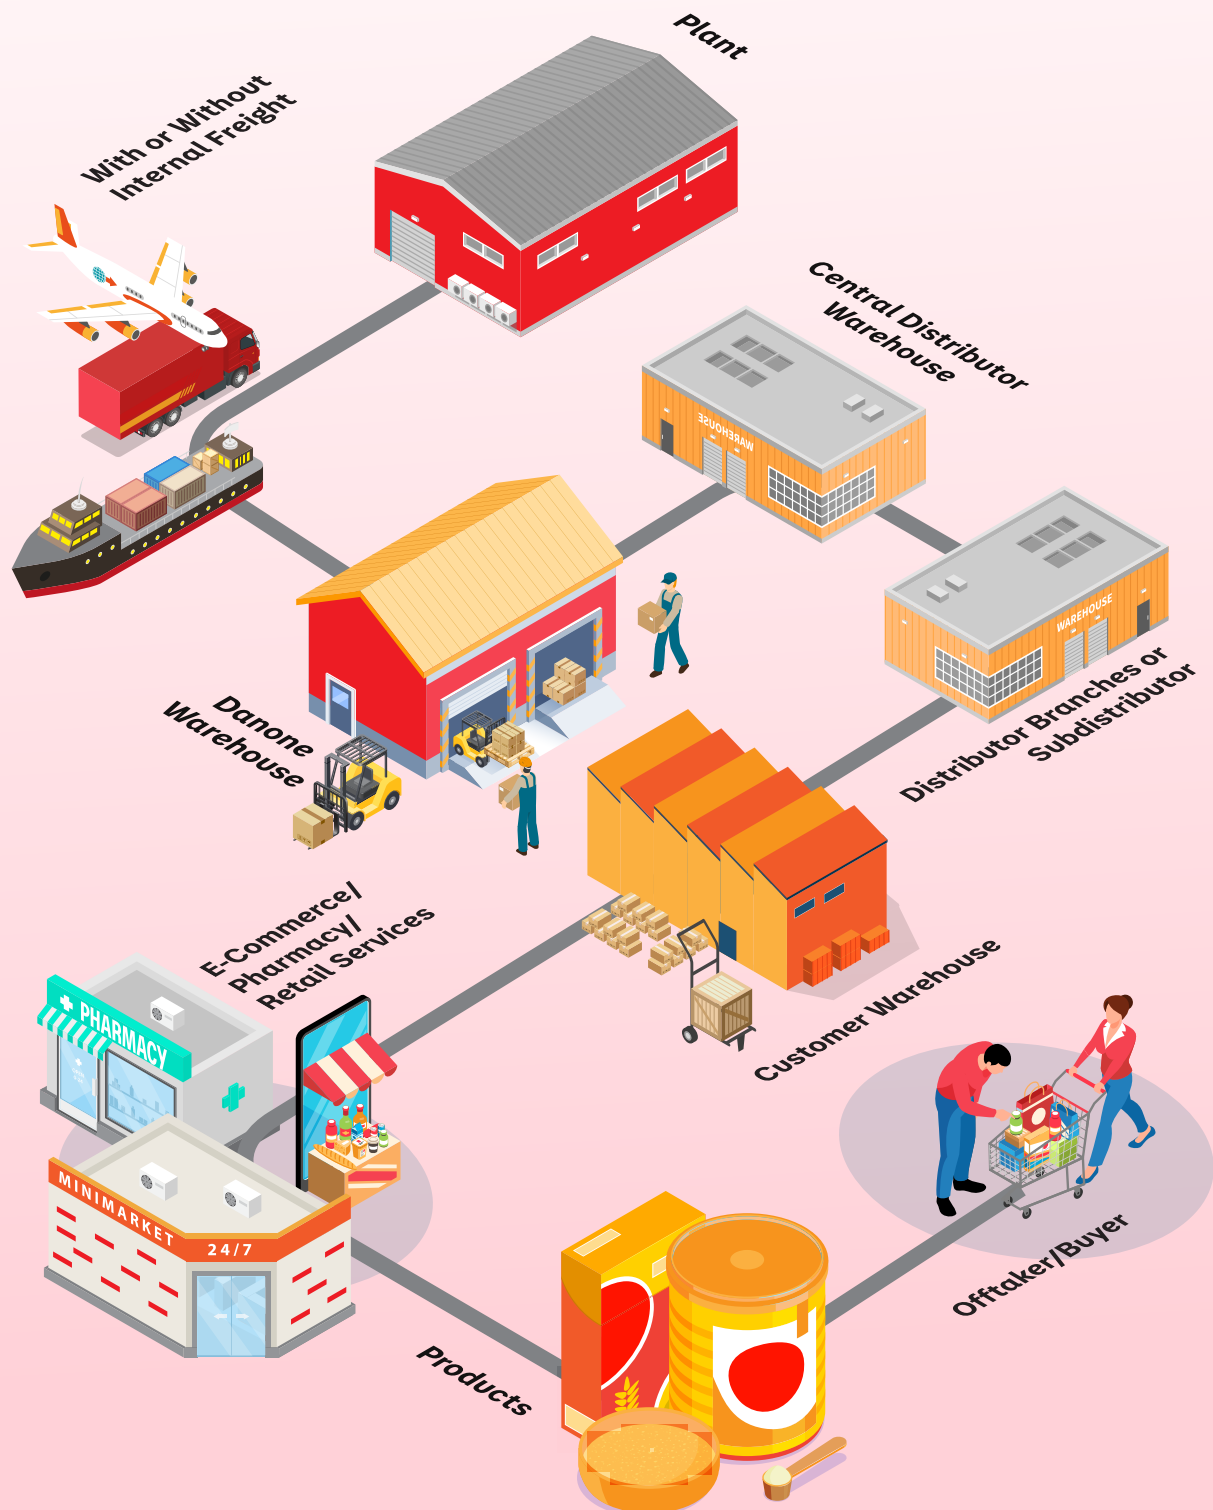 Plant
With or Without
Internal Freight
Central Distributor
Warehouse
WAREHOUSE
WAREHOUSE
Distributor Branches or
Subdistributor
Danone
Warehouse
E-Commerce/
Pharmacy/
Retail Services
Customer Warehouse
PHARMACY
MINIMARKET
24/7
Offtaker/Buyer
Products